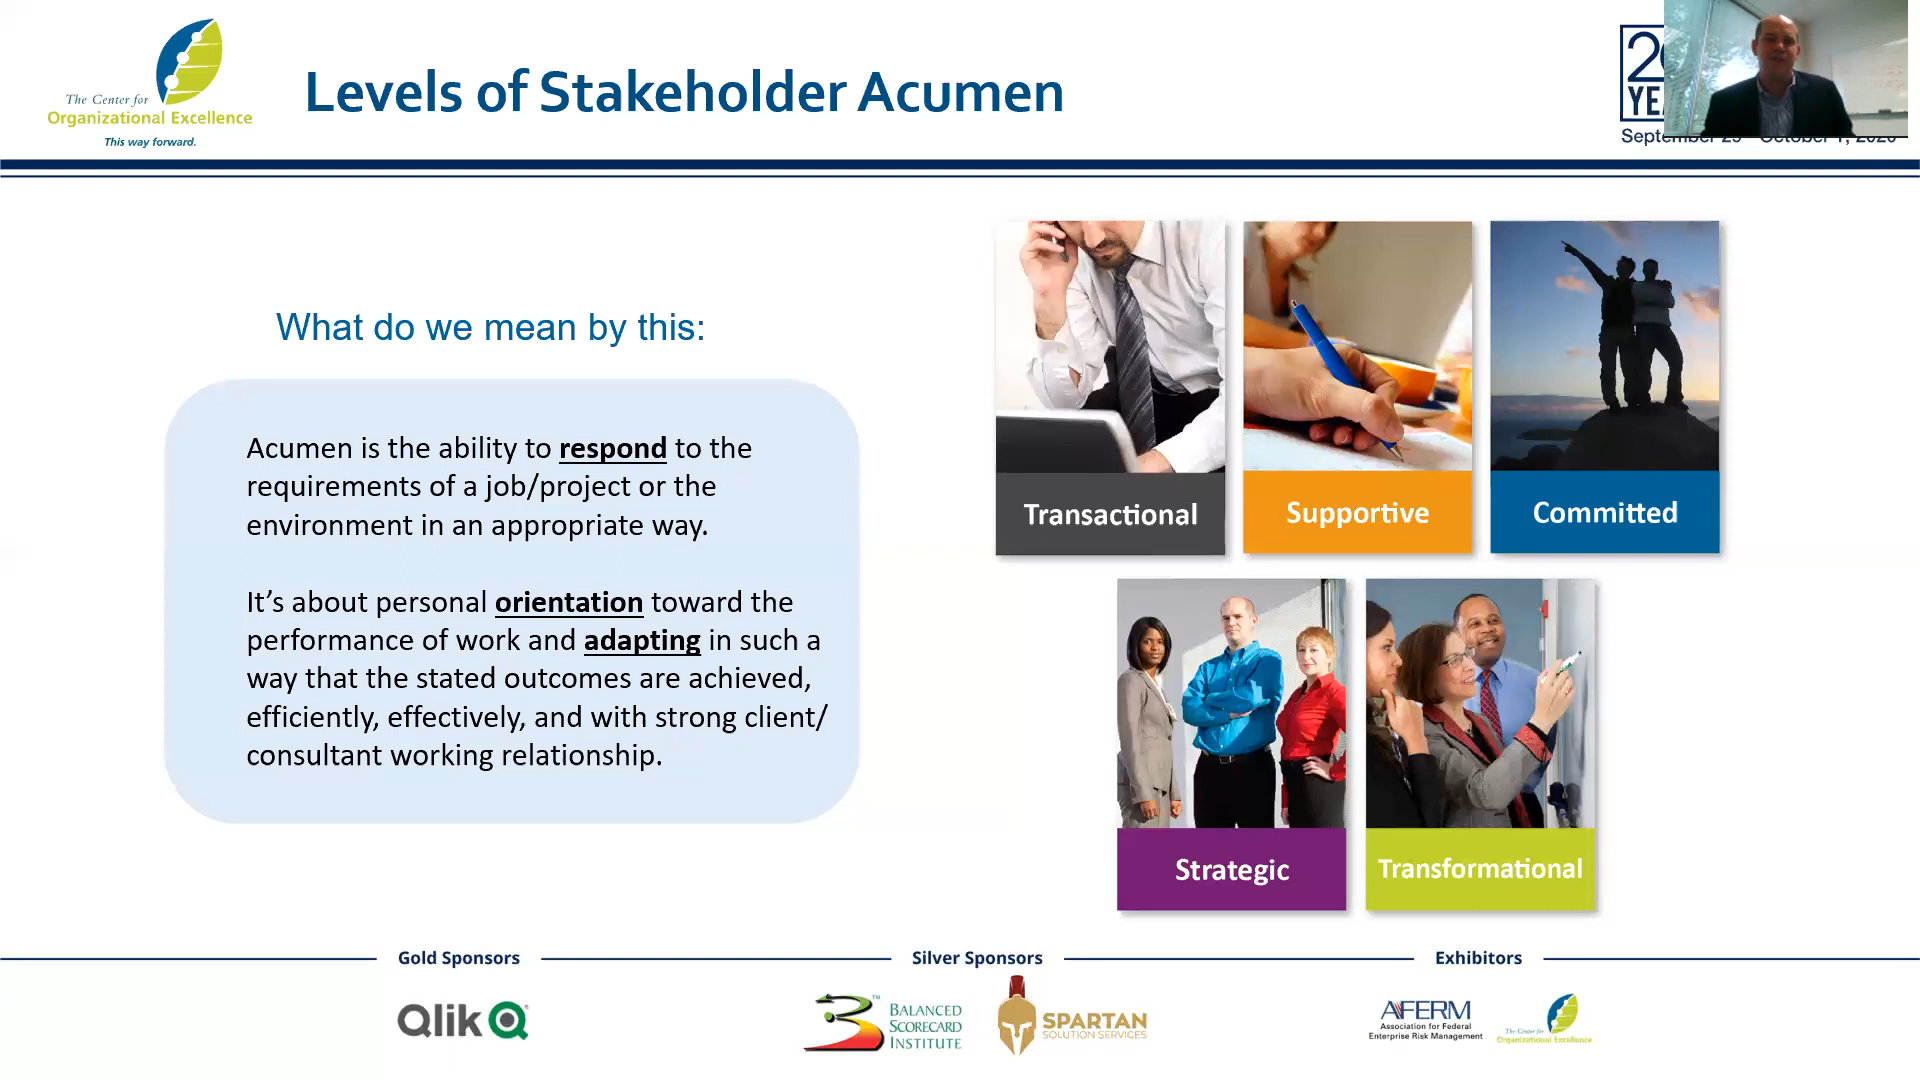 The Center for
Organizational Excellence
This way forward.
Levels of Stakeholder Acumen
20
What do we mean by this:
Acumen is the ability to respond to the
requirements of a job/project or the
environment in an appropriate way.
It’s about personal orientation toward the
performance of work and adapting in such a
way that the stated outcomes are achieved,
efficiently, effectively, and with strong client/
consultant working relationship.
Transactional
Supportive
Committed
Strategic
Transformational
Gold Sponsors
Silver Sponsors
Exhibitors
Qlik
BALANCED
SCORECARD
INSTITUTE
TM
SPARTAN
SOLUTION SERVICES
AFERM
Association for Federal
Enterprise Risk Management
The Center for
Organizational Excellence